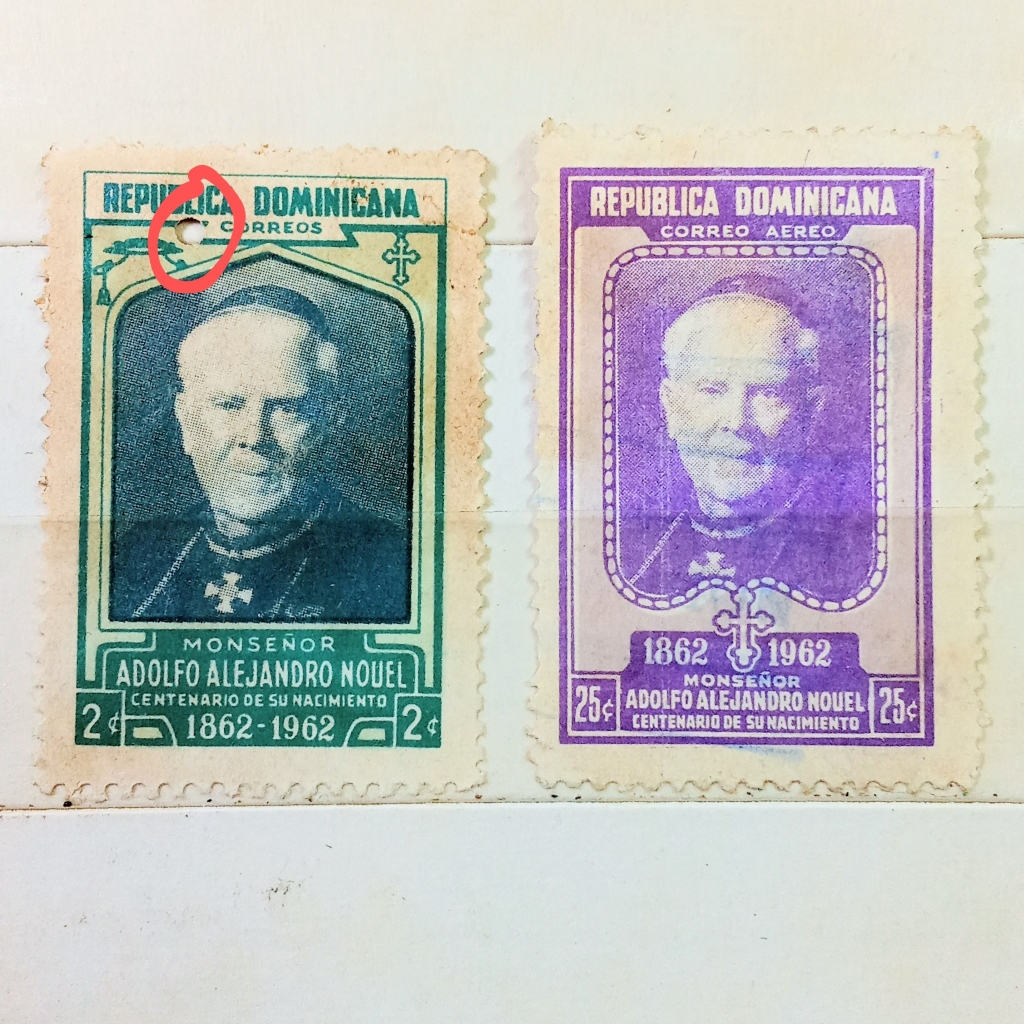 REPUBLICA DOMINICANA
CORREOS
MONSEÑOR
ADOLFO ALEJANDRO NOUEL
CENTENARIO DE SU NACIMIENTO
2¢ 1862-1962 2¢
REPUBLICA DOMINICANA
CORREO AEREO
1862 1962
MONSEÑOR
25¢ ADOLFO ALEJANDRO NOUEL 25¢
CENTENARIO DE SU NACIMIENTO